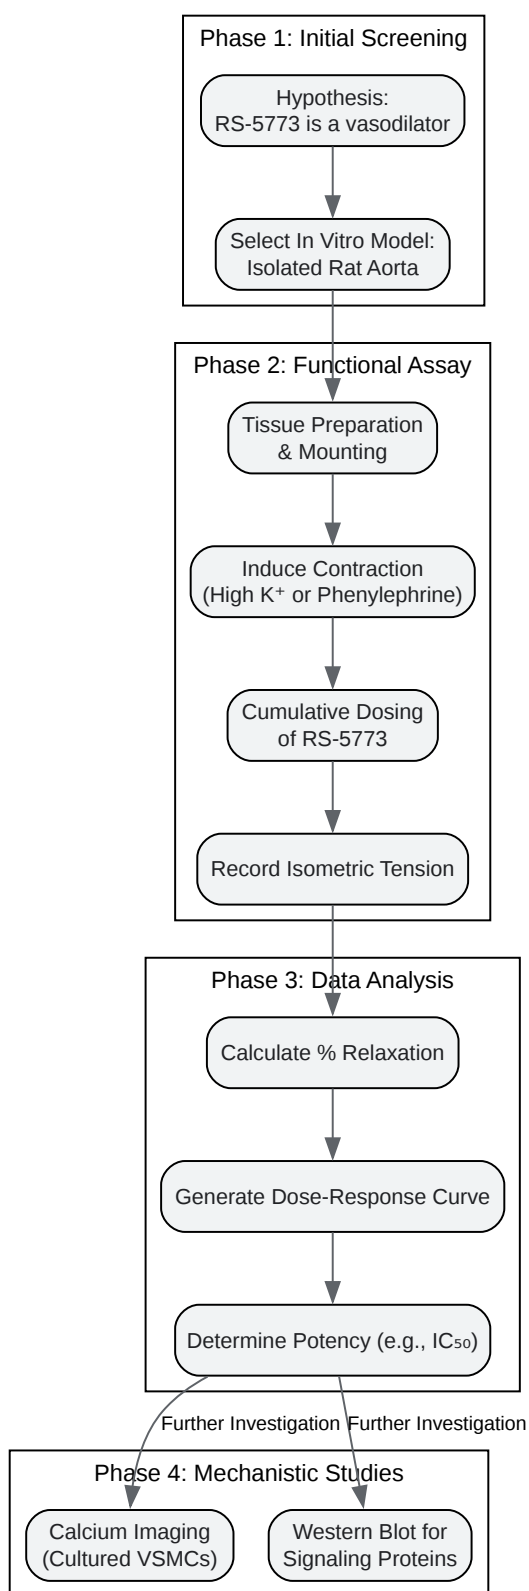 Phase 1: Initial Screening
Hypothesis:
RS-5773 is a vasodilator
Select In Vitro Model:
Isolated Rat Aorta
Phase 2: Functional Assay
Tissue Preparation
& Mounting
Induce Contraction
(High K⁺ or Phenylephrine)
Cumulative Dosing
of RS-5773
Record Isometric Tension
Phase 3: Data Analysis
Calculate % Relaxation
Generate Dose-Response Curve
Determine Potency (e.g., IC₅₀)
Further Investigation
Further Investigation
Phase 4: Mechanistic Studies
Calcium Imaging
(Cultured VSMCs)
Western Blot for
Signaling Proteins